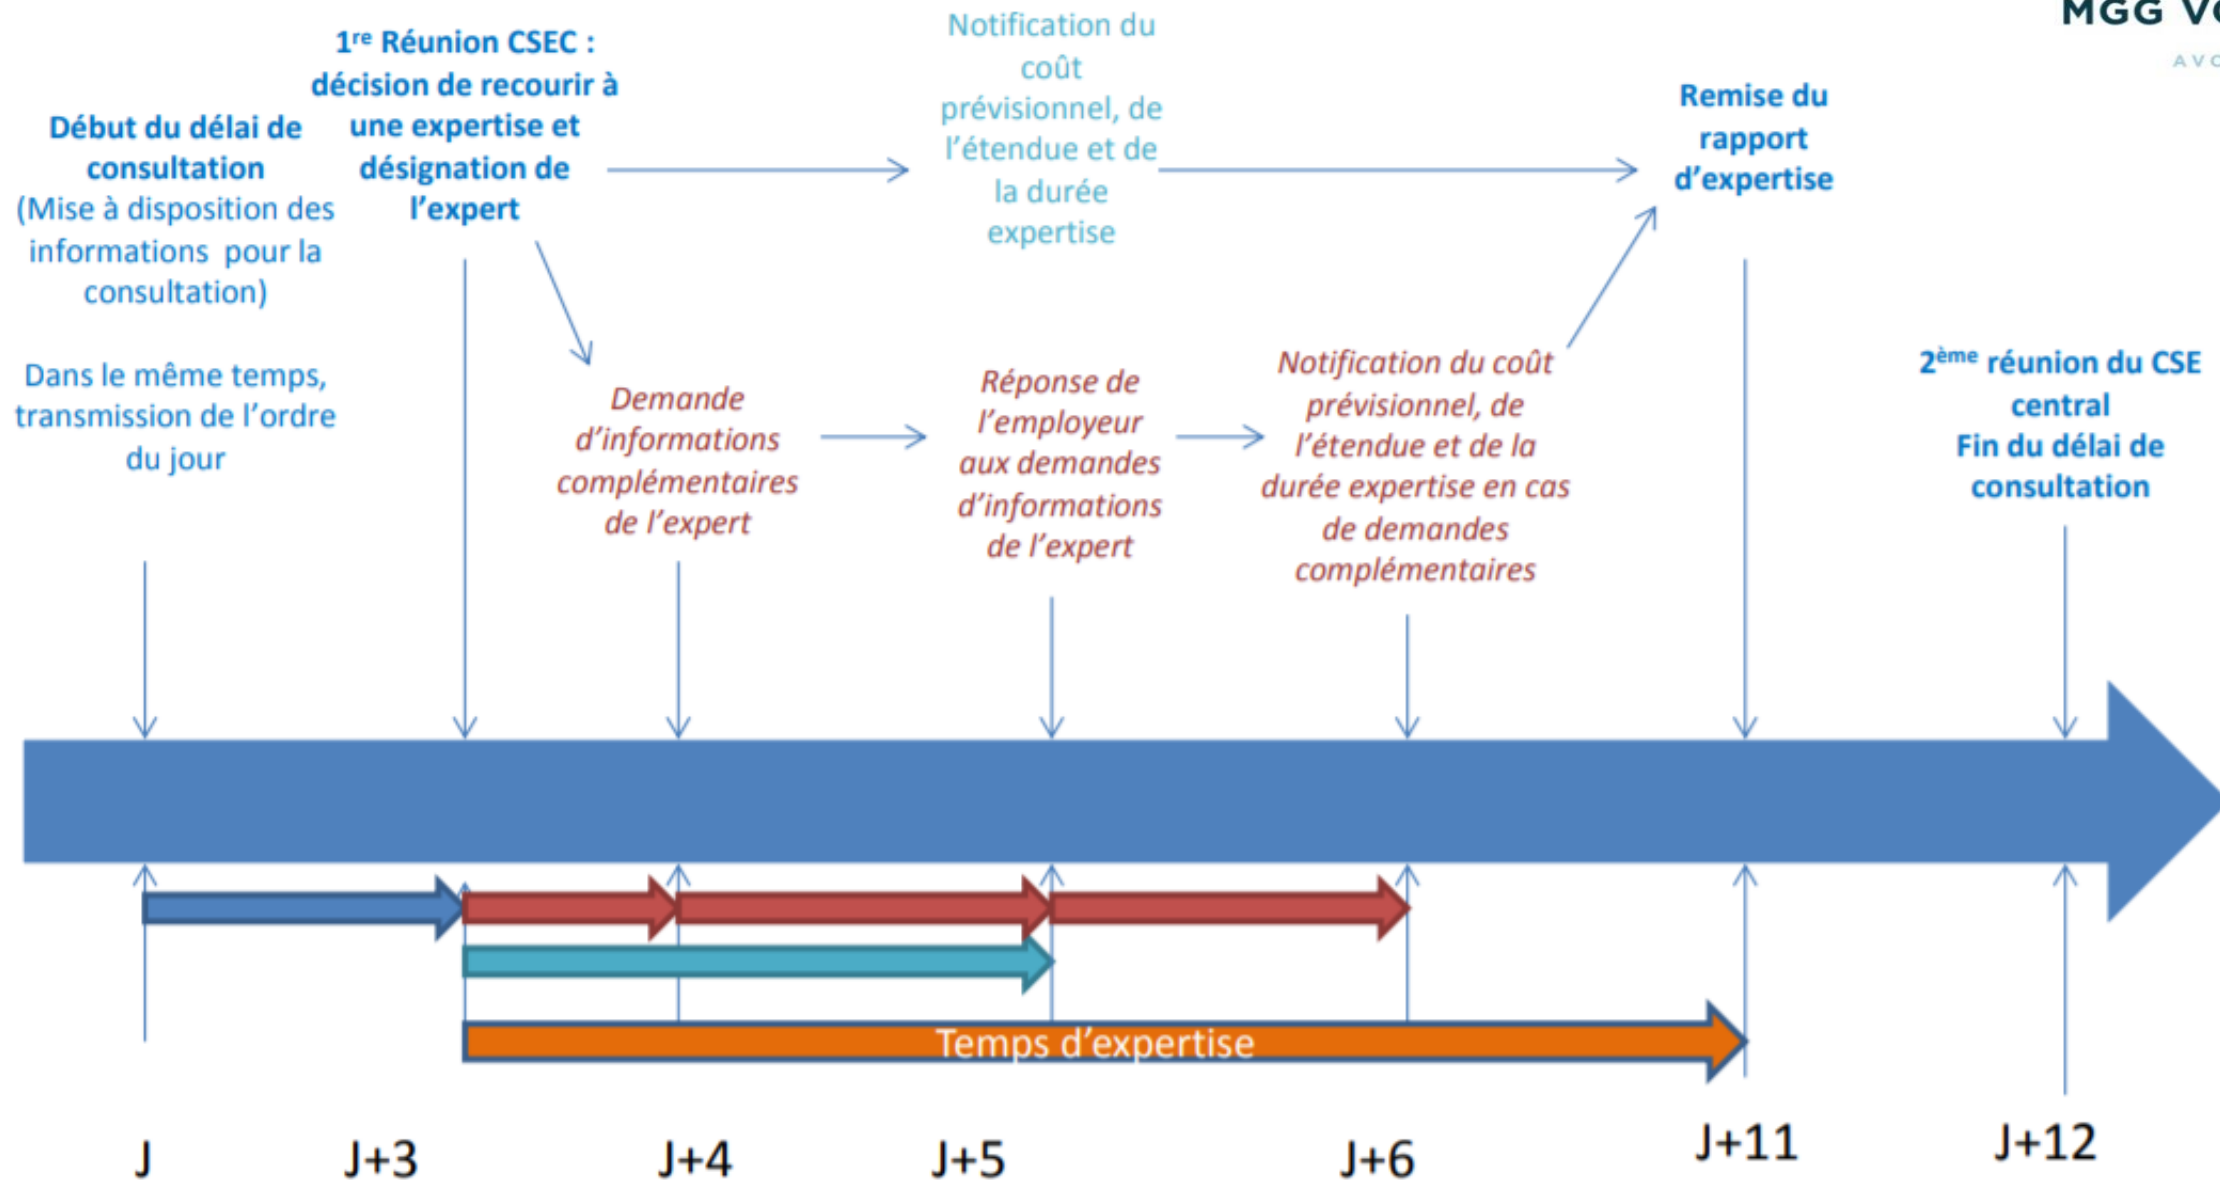 MGG
Début du délai de
consultation
(Mise à disposition des
informations pour la
consultation)
Dans le même temps,
transmission de l'ordre
du jour
1re Réunion CSEC :
décision de recourir à
une expertise et
désignation de
l'expert
Notification du
coût
prévisionnel, de
l'étendue et de
la durée
expertise
Remise du
rapport
d'expertise
Demande
d'informations
complémentaires
de l'expert
Réponse de
l'employeur
aux demandes
d'informations
de l'expert
Notification du coût
prévisionnel, de
l'étendue et de la
durée expertise en cas
de demandes
complémentaires
2ème réunion du CSE
central
Fin du délai de
consultation
Temps d'expertise
J
J+3
J+4
J+5
J+6
J+11
J+12